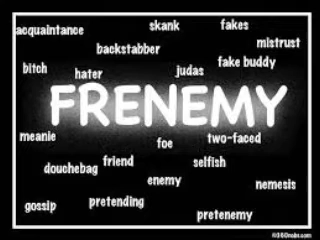 skank
fakes
acquaintance
mistrust
backstabber
fake buddy
bitch
hater
judas
FRENEMY
meanie
foe
two-faced
friend
selfish
douchebag
enemy
nemesis
gossip
pretending
pretenemy